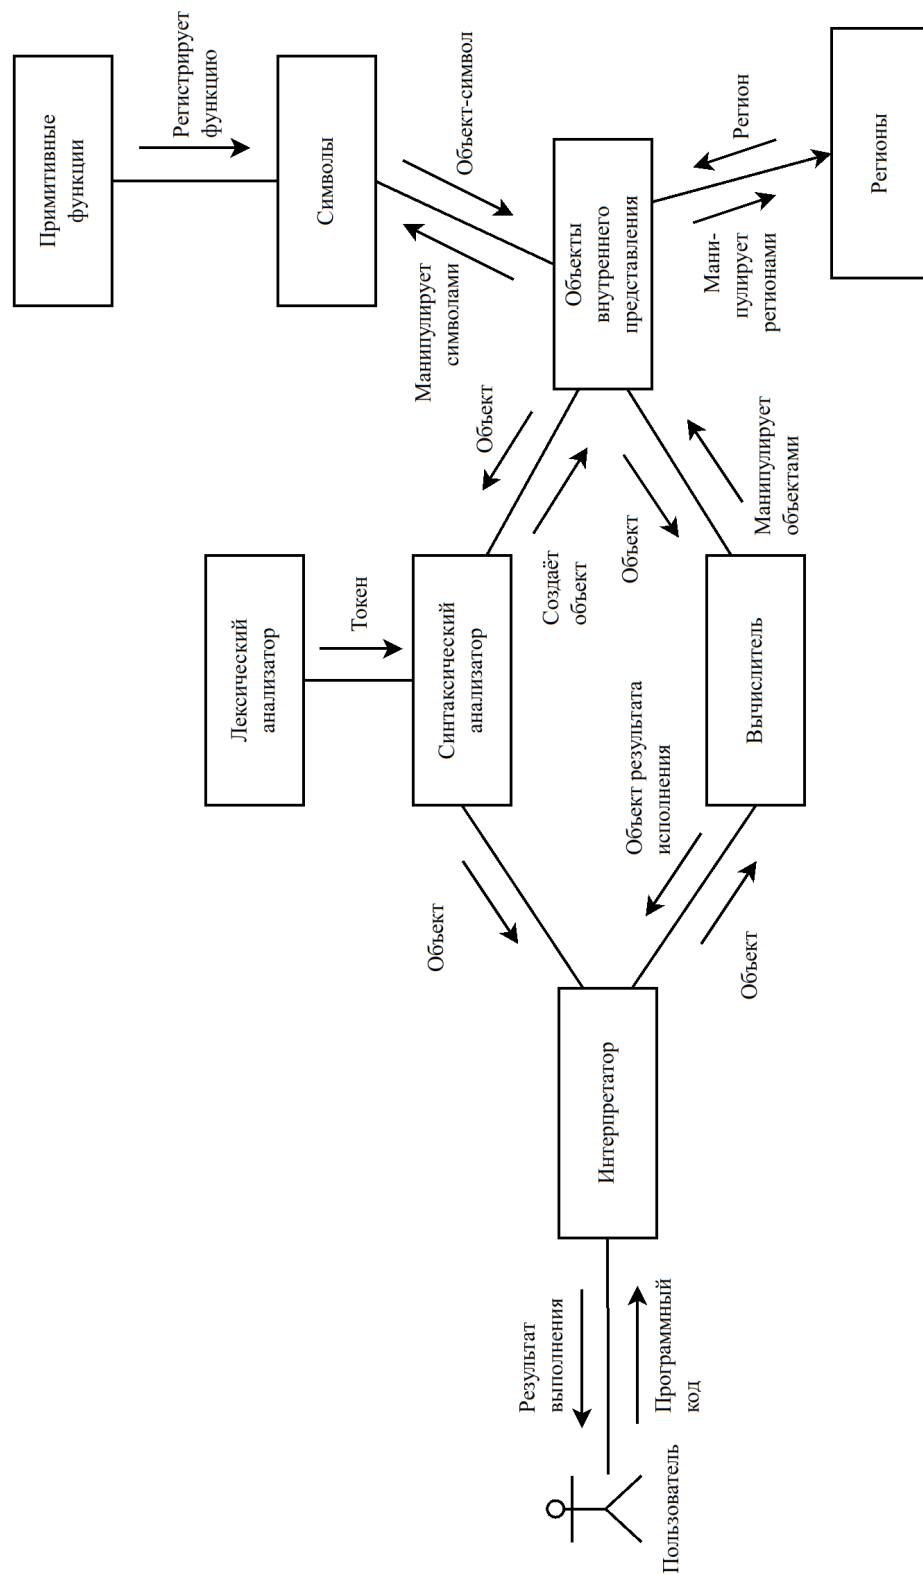 Примитивные
функции
Регистрирует
функцию
Символы
Объект-символ
Манипулирует
символами
Объекты
внутреннего
представления
Регион
Мани-
пулирует
регионами
Регионы
Лексический
анализатор
Токен
Синтаксический
анализатор
Объект
Создаёт
объект
Объект
Манипулирует
объектами
Вычислитель
Объект
Объект результата
исполнения
Объект
Интерпретатор
Результат
выполнения
Программный
код
Пользователь